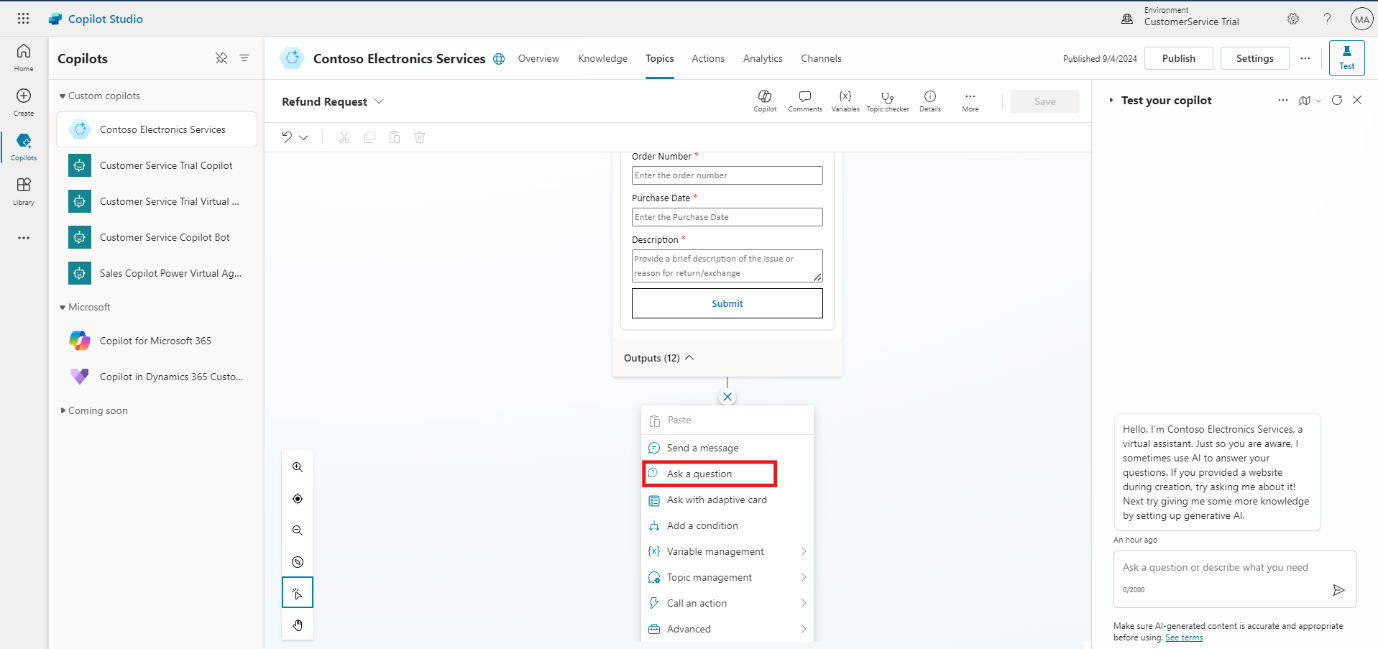 Copilot Studio
Environment
CustomerService Trial
MA
Home
Create
Copilots
Library
Copilots
Custom copilots
Contoso Electronics Services
Customer Service Trial Copilot
Customer Service Trial Virtual ...
Customer Service Copilot Bot
Sales Copilot Power Virtual Ag...
Microsoft
Copilot for Microsoft 365
Copilot in Dynamics 365 Custo...
Coming soon
Contoso Electronics Services
Overview
Knowledge
Topics
Actions
Analytics
Channels
Published 9/4/2024
Publish
Settings
Test
Refund Request
Copilot
Comments
Variables
Topic checker
Details
More
Save
Order Number *
Enter the order number
Purchase Date *
Enter the Purchase Date
Description *
Provide a brief description of the issue or
reason for return/exchange
Submit
Outputs (12)
Paste
Send a message
Ask a question
Ask with adaptive card
Add a condition
Variable management
Topic management
Call an action
Advanced
Test your copilot
Hello, I'm Contoso Electronics Services, a
virtual assistant. Just so you are aware, I
sometimes use AI to answer your
questions. If you provided a website
during creation, try asking me about it!
Next try giving me some more knowledge
by setting up generative AI.
An hour ago
Ask a question or describe what you need
0/2000
Make sure AI-generated content is accurate and appropriate
before using. See terms